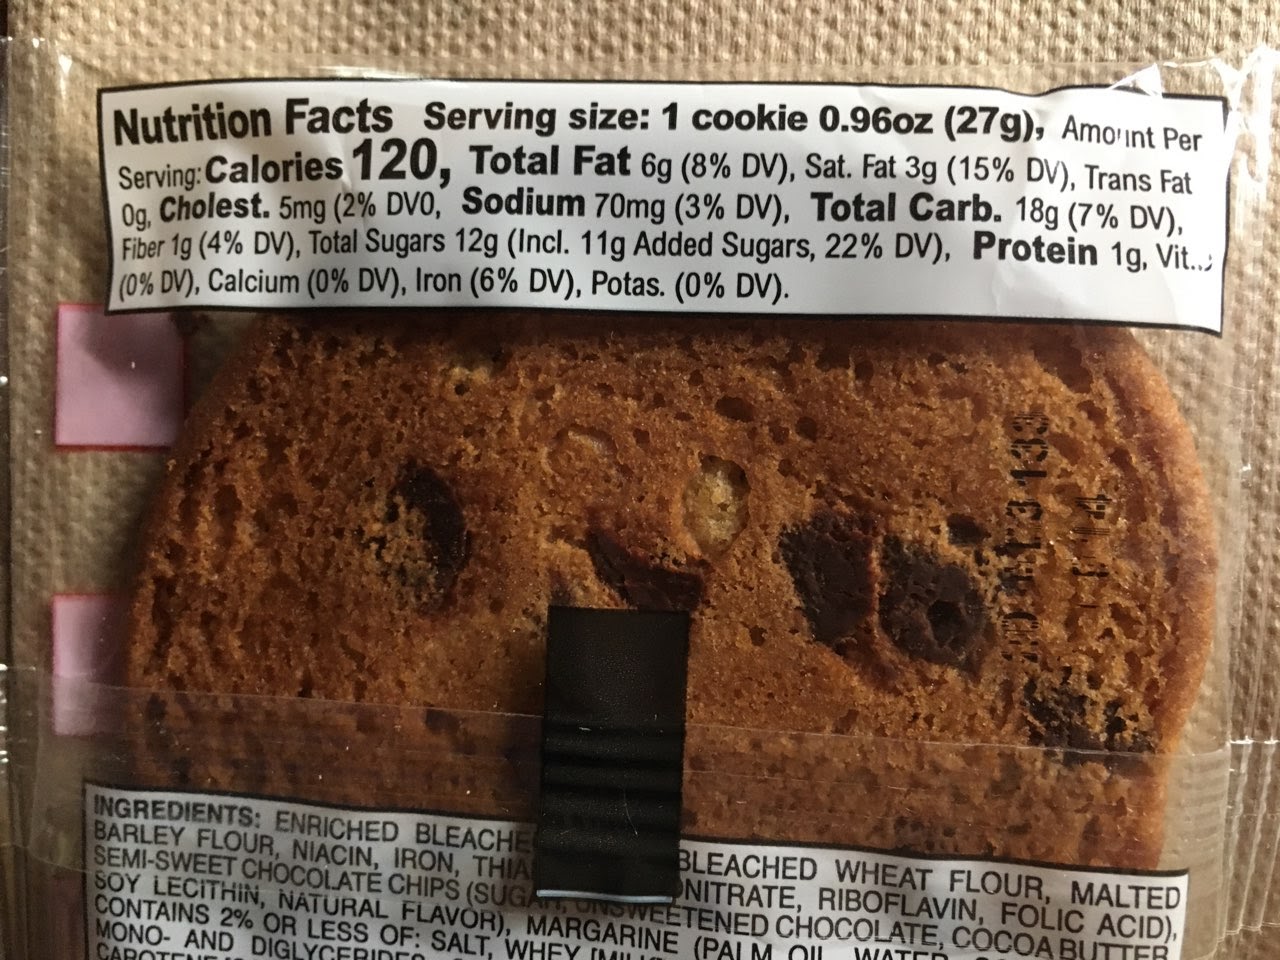 Nutrition Facts Serving size: 1 cookie 0.96oz (27g), Amount Per
Serving: Calories 120, Total Fat 6g (8% DV), Sat. Fat 3g (15% DV), Trans Fat
0g, Cholest. 5mg (2% DV0, Sodium 70mg (3% DV), Total Carb. 18g (7% DV),
Fiber 1g (4% DV), Total Sugars 12g (Incl. 11g Added Sugars, 22% DV), Protein 1g, Vit.
(0% DV), Calcium (0% DV), Iron (6% DV), Potas. (0% DV).
INGREDIENTS: ENRICHED BLEACHE BLEACHED WHEAT FLOUR, MALTED
BARLEY FLOUR, NIACIN, IRON, THIA ONITRATE, RIBOFLAVIN, FOLIC ACID),
SEMI-SWEET CHOCOLATE CHIPS (SUGAR, UNSWEETENED CHOCOLATE, COCOA BUTTER
SOY LECITHIN, NATURAL FLAVOR), MARGARINE (PALM OIL, WATER,
CONTAINS 2% OR LESS OF: SALT, WHEY (MILK
MONO- AND DIGLYCERIDES